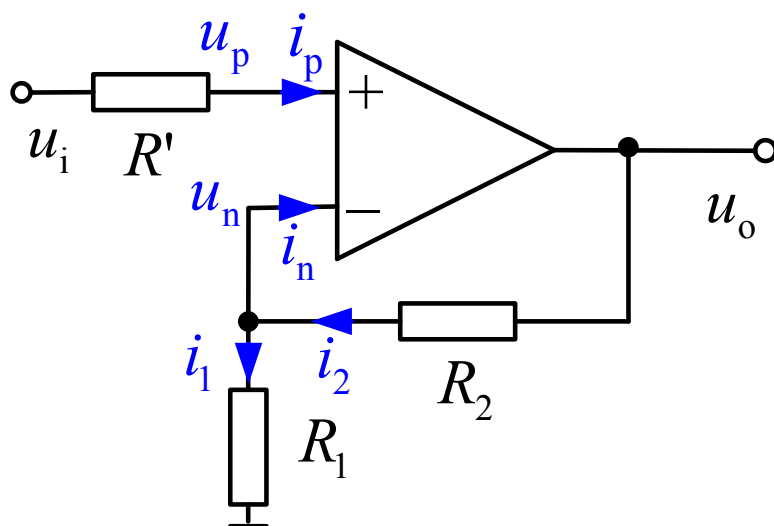 u_p i_p
+
u_i R'
u_n
−
i_n
u_o
i_1 i_2 R_2
R_1